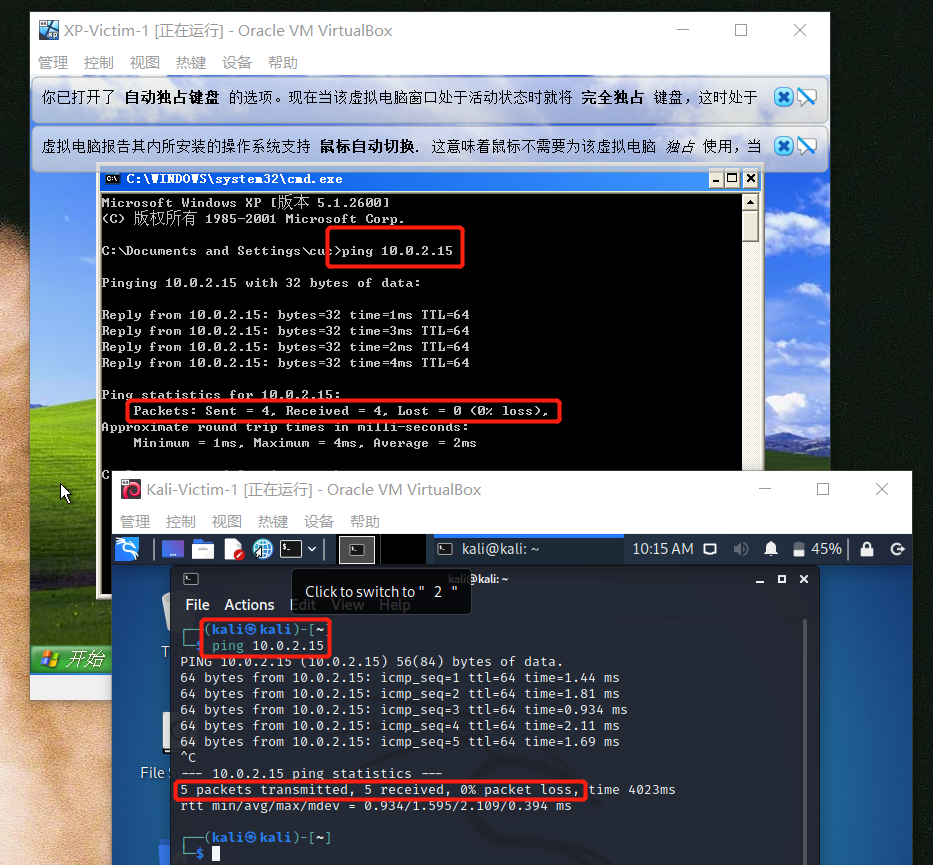 XP-Victim-1 [正在运行] - Oracle VM VirtualBox
管理 控制 视图 热键 设备 帮助
你已打开了 自动独占键盘 的选项。现在当该虚拟电脑窗口处于活动状态时就将 完全独占 键盘，这时处于
虚拟电脑报告其内所安装的操作系统支持 鼠标自动切换. 这意味着鼠标不需要为该虚拟电脑 独占 使用，当
C:\WINDOWS\system32\cmd.exe
Microsoft Windows XP [版本 5.1.2600]
(C) 版权所有 1985-2001 Microsoft Corp.
C:\Documents and Settings\cuc>ping 10.0.2.15
Pinging 10.0.2.15 with 32 bytes of data:
Reply from 10.0.2.15: bytes=32 time=1ms TTL=64
Reply from 10.0.2.15: bytes=32 time=3ms TTL=64
Reply from 10.0.2.15: bytes=32 time=2ms TTL=64
Reply from 10.0.2.15: bytes=32 time=4ms TTL=64
Ping statistics for 10.0.2.15:
Packets: Sent = 4, Received = 4, Lost = 0 (0% loss),
Approximate round trip times in milli-seconds:
Minimum = 1ms, Maximum = 4ms, Average = 2ms
C
开始
Kali-Victim-1 [正在运行] - Oracle VM VirtualBox
管理 控制 视图 热键 设备 帮助
kali@kali: ~ 10:15 AM 45%
kali@kali: ~
Click to switch to " 2 "
File Actions Edit View Help
(kali㉿kali)-[~]
$ ping 10.0.2.15
PING 10.0.2.15 (10.0.2.15) 56(84) bytes of data.
64 bytes from 10.0.2.15: icmp_seq=1 ttl=64 time=1.44 ms
64 bytes from 10.0.2.15: icmp_seq=2 ttl=64 time=1.81 ms
64 bytes from 10.0.2.15: icmp_seq=3 ttl=64 time=0.934 ms
64 bytes from 10.0.2.15: icmp_seq=4 ttl=64 time=2.11 ms
64 bytes from 10.0.2.15: icmp_seq=5 ttl=64 time=1.69 ms
^C
--- 10.0.2.15 ping statistics ---
5 packets transmitted, 5 received, 0% packet loss, time 4023ms
rtt min/avg/max/mdev = 0.934/1.595/2.109/0.394 ms
(kali㉿kali)-[~]
$
T
File